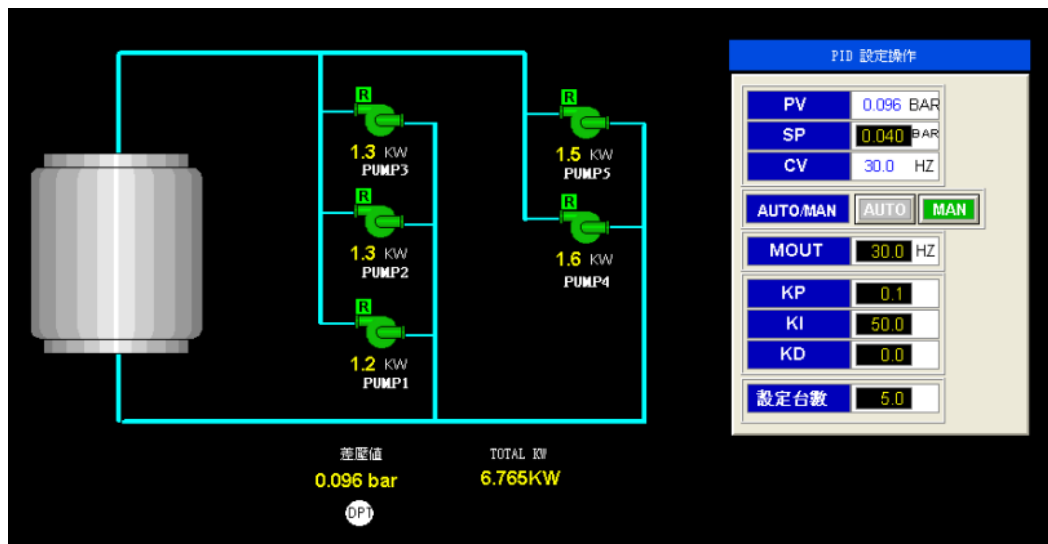 R
1.3 KW
PUMP3
R
1.3 KW
PUMP2
R
1.2 KW
PUMP1
R
1.5 KW
PUMP5
R
1.6 KW
PUMP4
差壓值
0.096 bar
DPT
TOTAL KW
6.765KW
PID 設定操作
PV 0.096 BAR
SP 0.040 BAR
CV 30.0 HZ
AUTO/MAN AUTO MAN
MOUT 30.0 HZ
KP 0.1
KI 50.0
KD 0.0
設定台數 5.0